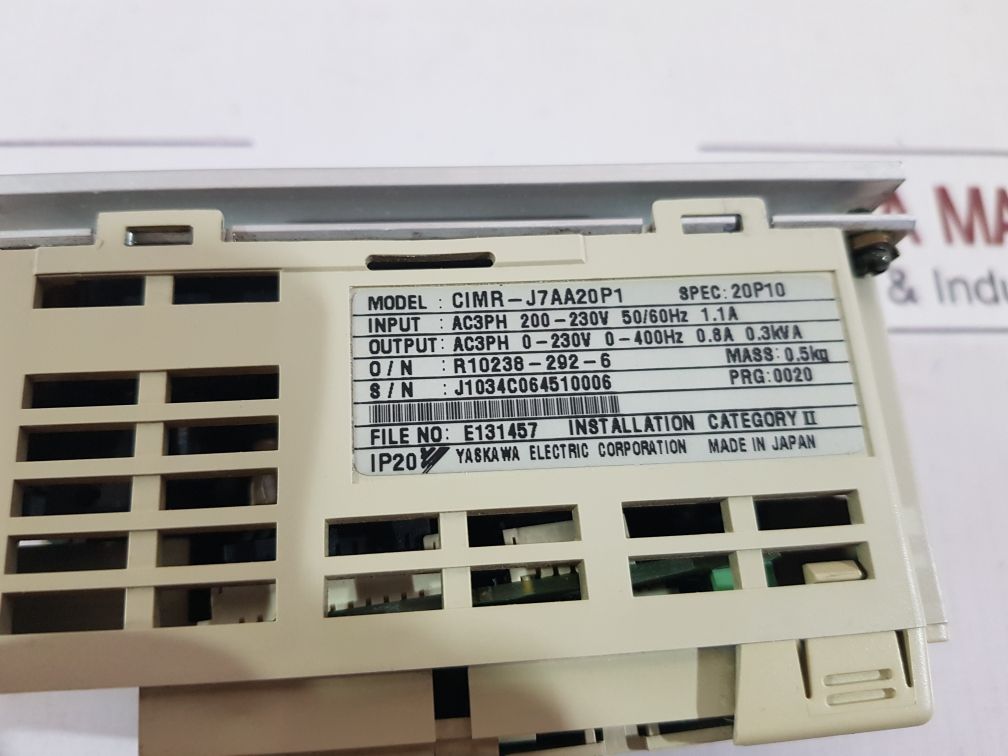 MODEL : CIMR-J7AA20P1 SPEC: 20P10
INPUT : AC3PH 200-230V 50/60Hz 1.1A
OUTPUT: AC3PH 0-230V 0-400Hz 0.8A 0.3kVA
O/N : R10238-292-6 MASS: 0.5kg
S/N : J1034C064510006 PRG:0020
FILE NO: E131457 INSTALLATION CATEGORY II
IP20 YASKAWA ELECTRIC CORPORATION MADE IN JAPAN
A MA
& Indu